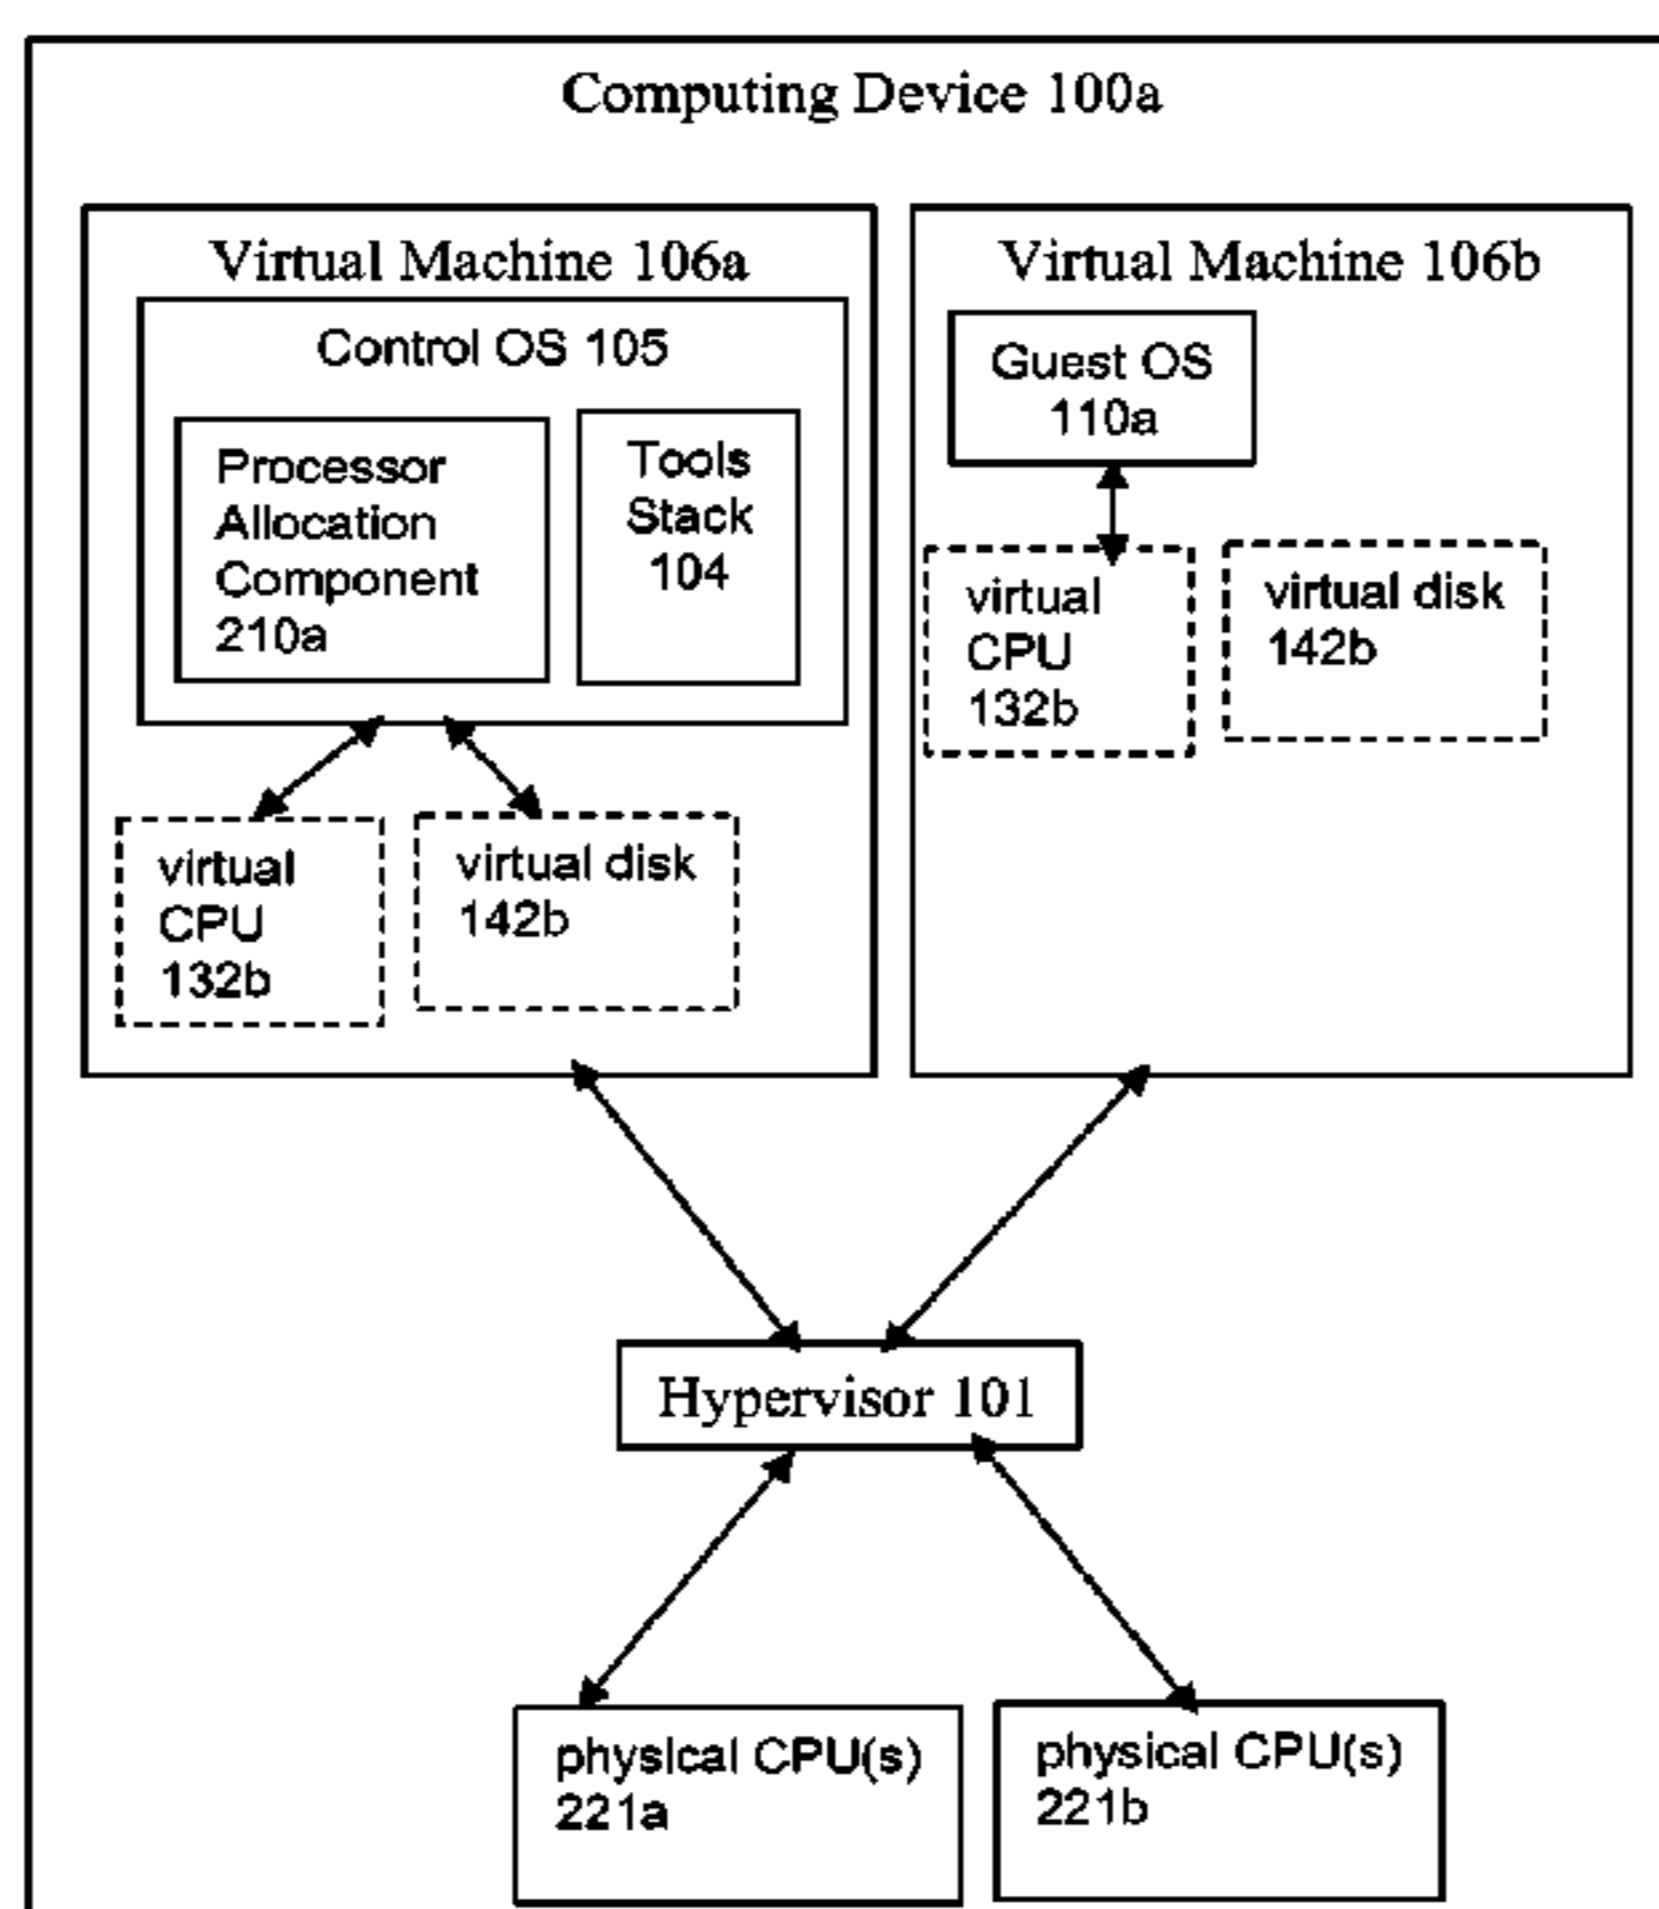 Computing Device 100a
Virtual Machine 106a
Control OS 105
Processor
Allocation
Component
210a
Tools
Stack
104
virtual
CPU
132b
virtual disk
142b
Virtual Machine 106b
Guest OS
110a
virtual
CPU
132b
virtual disk
142b
Hypervisor 101
physical CPU(s)
221a
physical CPU(s)
221b